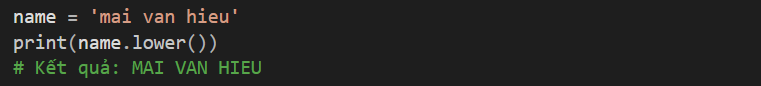 name = 'mai van hieu'
print(name.lower())
# Kết quả: MAI VAN HIEU